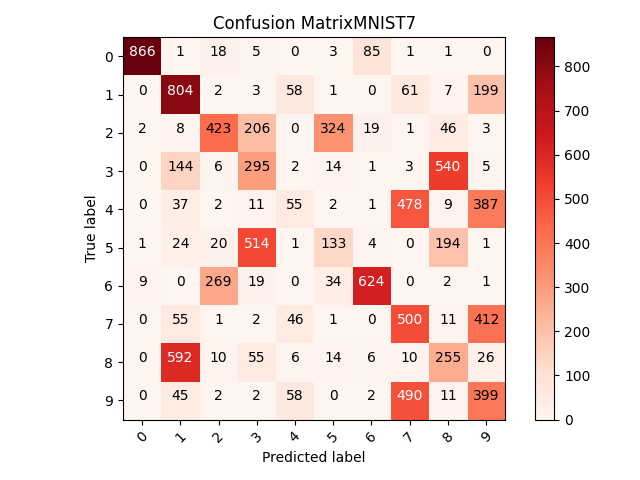 Confusion MatrixMNIST7
0 866 1 18 5 0 3 85 1 1 0
1 0 804 2 3 58 1 0 61 7 199
2 2 8 423 206 0 324 19 1 46 3
3 0 144 6 295 2 14 1 3 540 5
4 0 37 2 11 55 2 1 478 9 387
5 1 24 20 514 1 133 4 0 194 1
6 9 0 269 19 0 34 624 0 2 1
7 0 55 1 2 46 1 0 500 11 412
8 0 592 10 55 6 14 6 10 255 26
9 0 45 2 2 58 0 2 490 11 399
0 1 2 3 4 5 6 7 8 9
True label
Predicted label
800
700
600
500
400
300
200
100
0